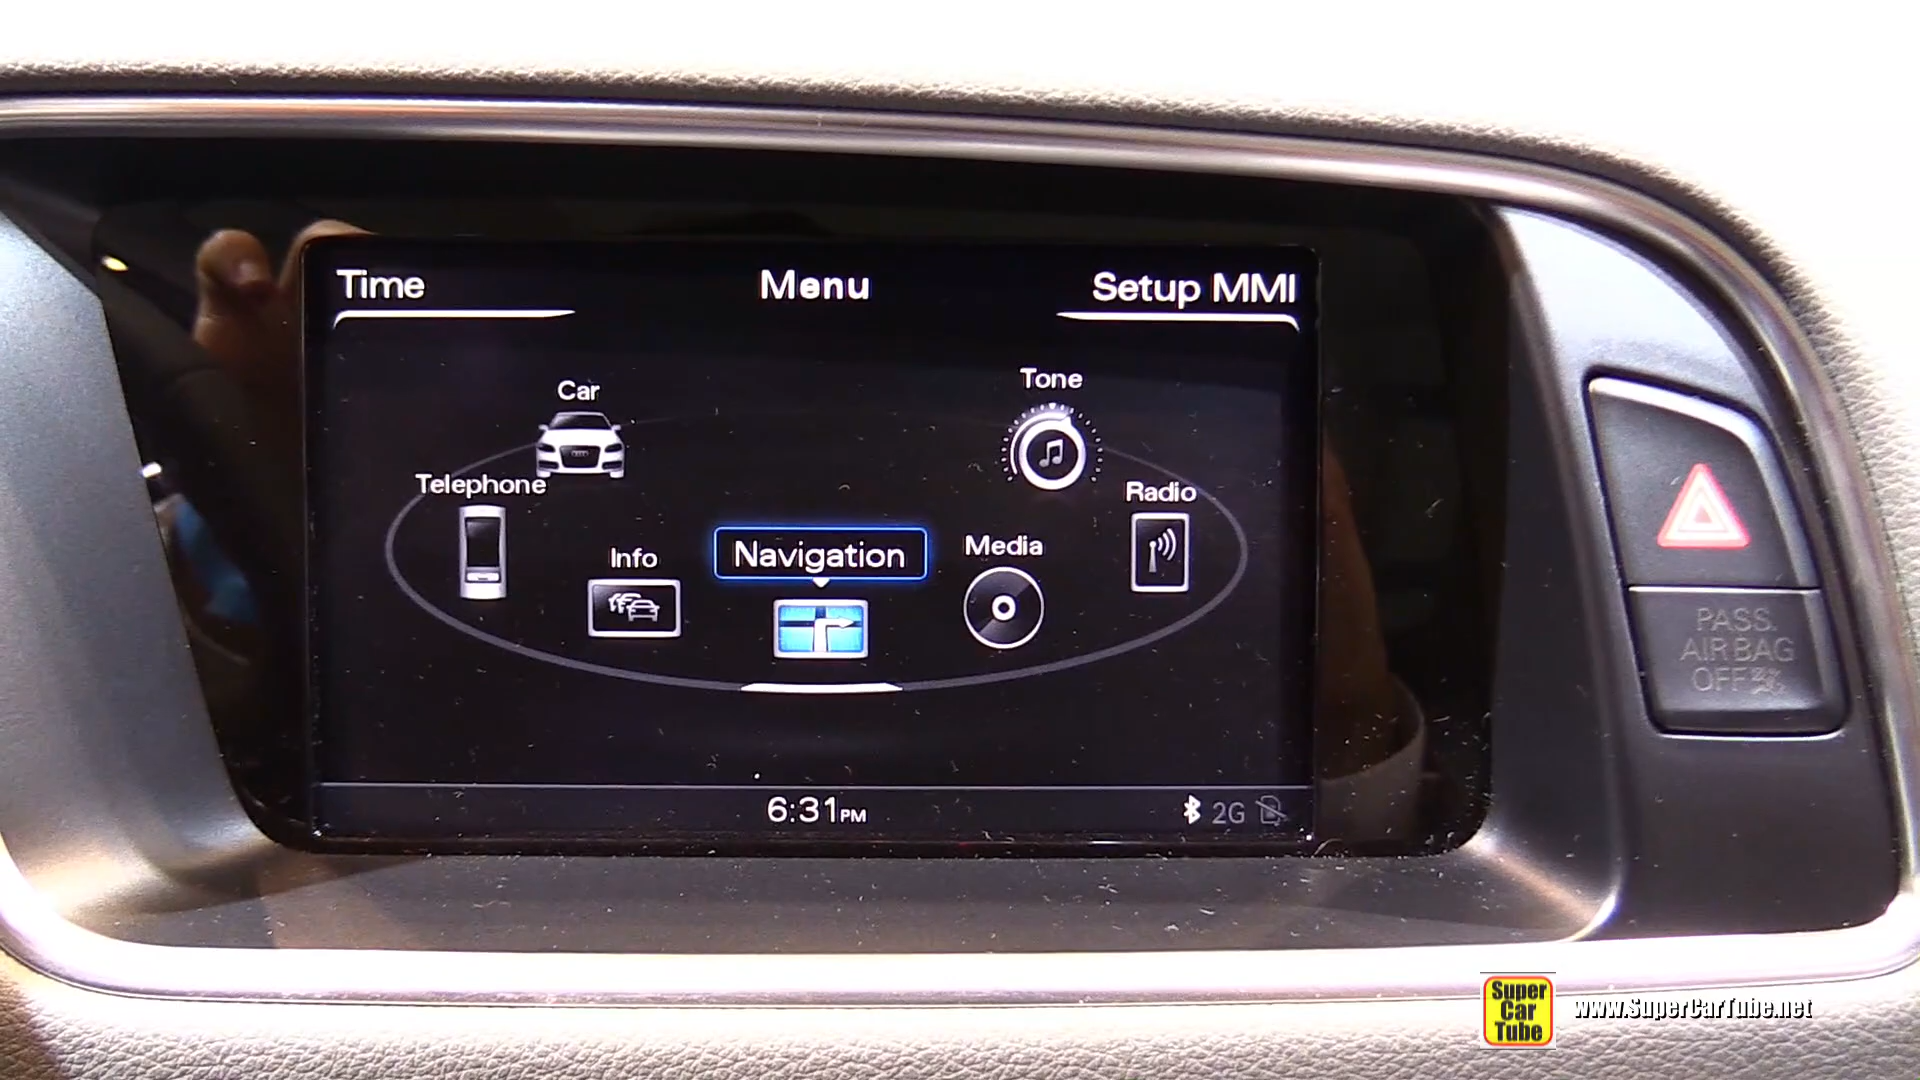 Time
Menu
Setup MMI
Car
Tone
Telephone
Radio
Info
Navigation
Media
6:31PM
2G
PASS.
AIR BAG
OFF
Super
Car
Tube
www.SuperCarTube.net